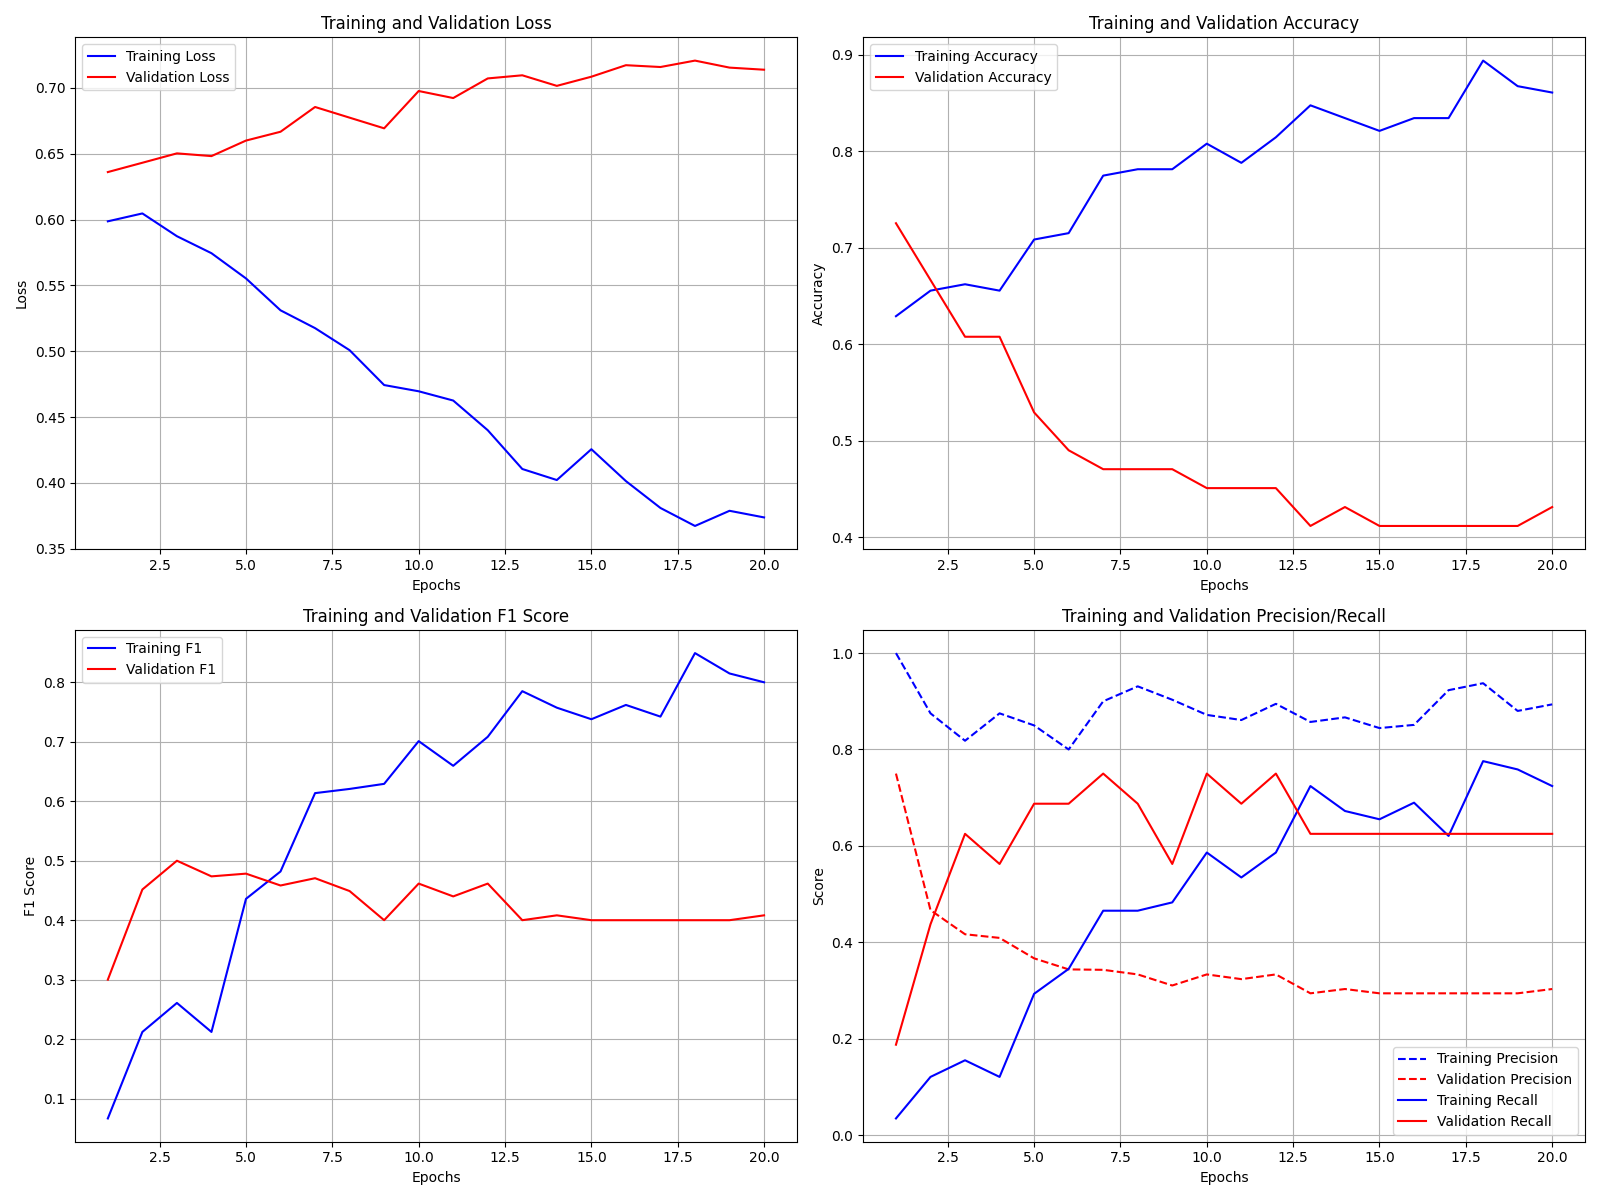 Training and Validation Loss
Training Loss
Validation Loss
0.70
0.65
0.60
0.55
0.50
0.45
0.40
0.35
Loss
2.5 5.0 7.5 10.0 12.5 15.0 17.5 20.0
Epochs
Training and Validation Accuracy
Training Accuracy
Validation Accuracy
0.9
0.8
0.7
0.6
0.5
0.4
Accuracy
2.5 5.0 7.5 10.0 12.5 15.0 17.5 20.0
Epochs
Training and Validation F1 Score
Training F1
Validation F1
0.8
0.7
0.6
0.5
0.4
0.3
0.2
0.1
F1 Score
2.5 5.0 7.5 10.0 12.5 15.0 17.5 20.0
Epochs
Training and Validation Precision/Recall
1.0
0.8
0.6
0.4
0.2
0.0
Score
Training Precision
Validation Precision
Training Recall
Validation Recall
2.5 5.0 7.5 10.0 12.5 15.0 17.5 20.0
Epochs